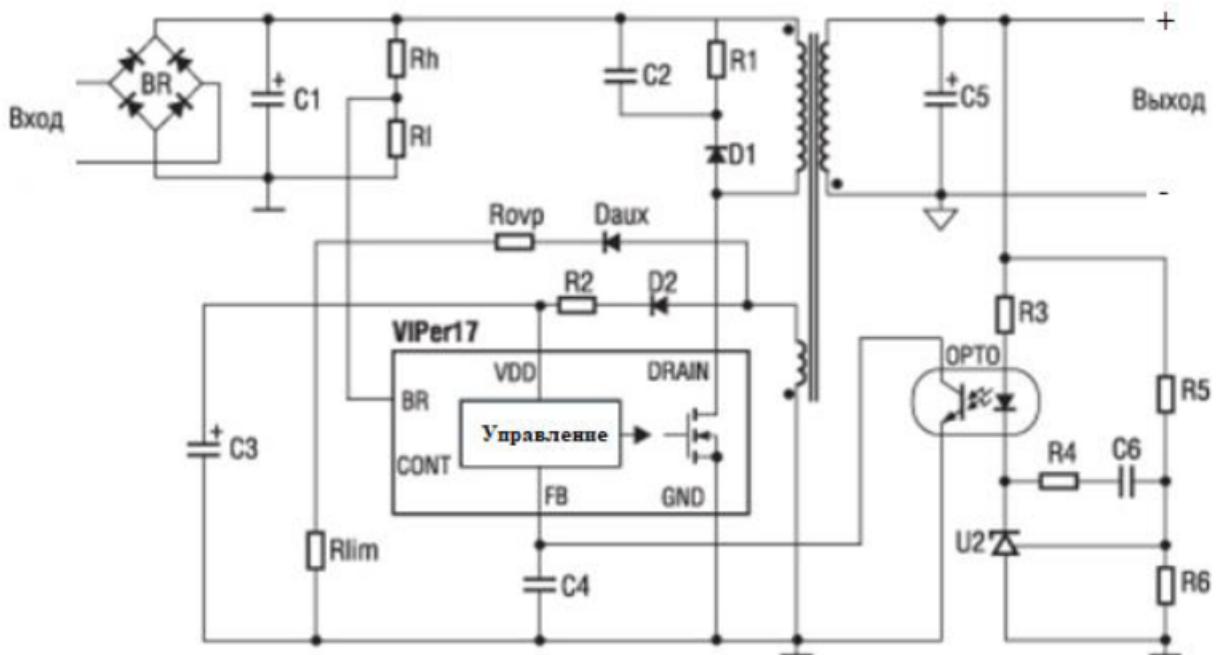 +
Rh
R1
BR
C2
C1
C5
Вход
Выход
Rl
D1
-
Rovp
Daux
R2
D2
R3
VIPer17
OPTO
VDD
DRAIN
R5
BR
Управление
C3
R4
C6
CONT
FB
GND
U2
Rlim
C4
R6